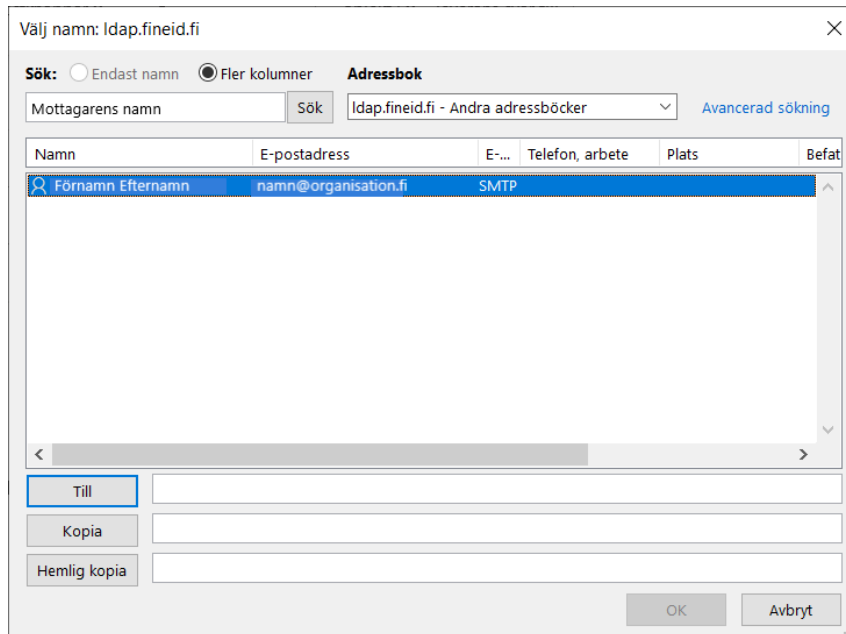 Välj namn: ldap.fineid.fi
Sök: Endast namn Fler kolumner Adressbok
Mottagarens namn Sök ldap.fineid.fi - Andra adressböcker Avancerad sökning
Namn E-postadress E-... Telefon, arbete Plats Befat
Förnamn Efternamn namn@organisation.fi SMTP
Till
Kopia
Hemlig kopia
OK Avbryt